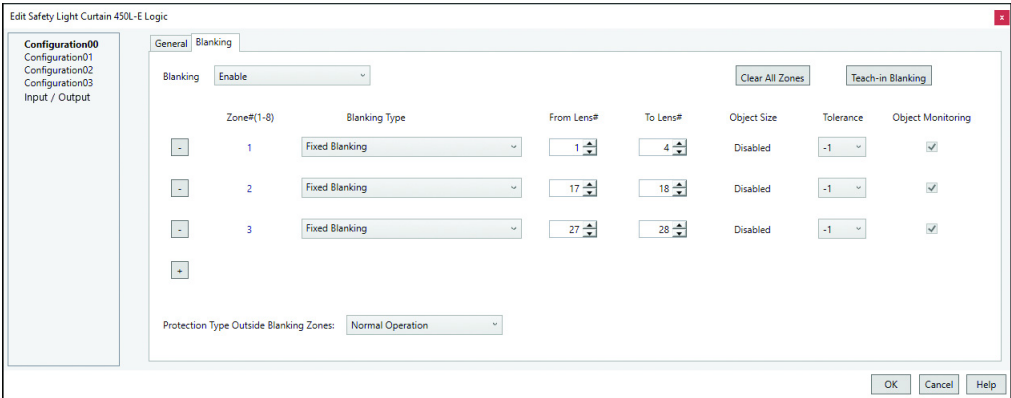 Edit Safety Light Curtain 450L-E Logic
x
Configuration00
Configuration01
Configuration02
Configuration03
Input / Output
General Blanking
Blanking Enable Clear All Zones Teach-in Blanking
Zone#(1-8) Blanking Type From Lens# To Lens# Object Size Tolerance Object Monitoring
- 1 Fixed Blanking 1 4 Disabled -1
- 2 Fixed Blanking 17 18 Disabled -1
- 3 Fixed Blanking 27 28 Disabled -1
+
Protection Type Outside Blanking Zones: Normal Operation
OK Cancel Help